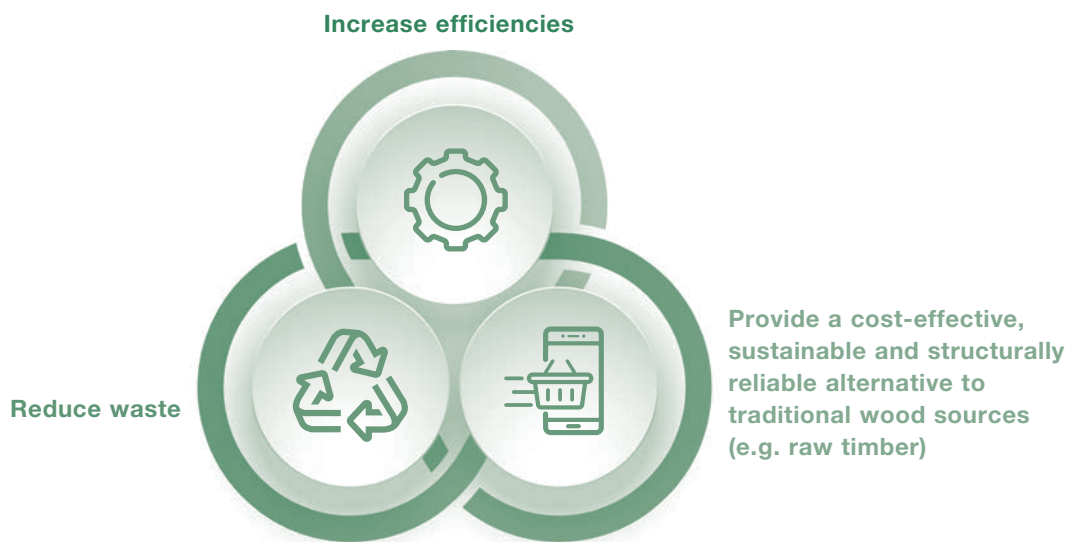 Increase efficiencies
Reduce waste
Provide a cost-effective,
sustainable and structurally
reliable alternative to
traditional wood sources
(e.g. raw timber)